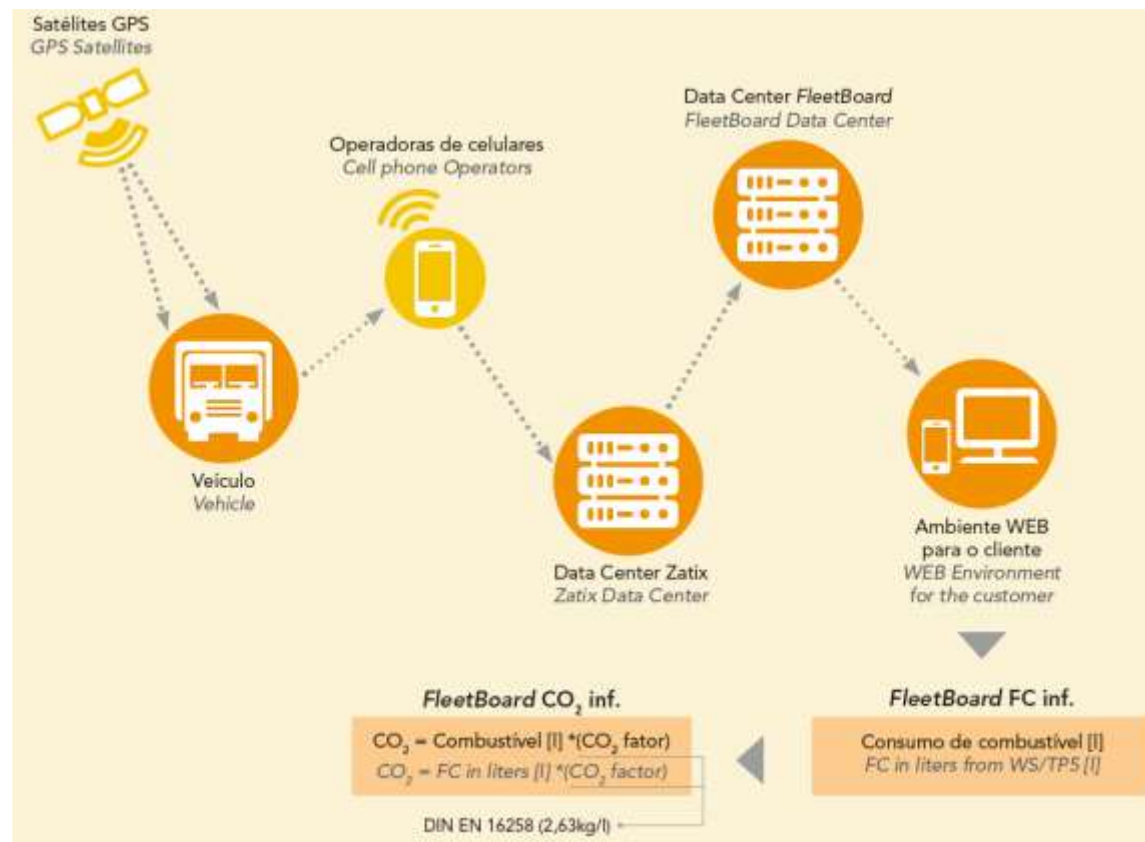 Satélites GPS
GPS Satellites
Operadoras de celulares
Cell phone Operators
Data Center FleetBoard
FleetBoard Data Center
Veículo
Vehicle
Data Center Zatix
Zatix Data Center
Ambiente WEB
para o cliente
WEB Environment
for the customer
FleetBoard CO₂ inf.
CO₂ = Combustível [l] *(CO₂ fator)
CO₂ = FC in liters [l] *(CO₂ factor)
DIN EN 16258 (2,63kg/l)
FleetBoard FC inf.
Consumo de combustível [l]
FC in liters from WS/TP5 [l]